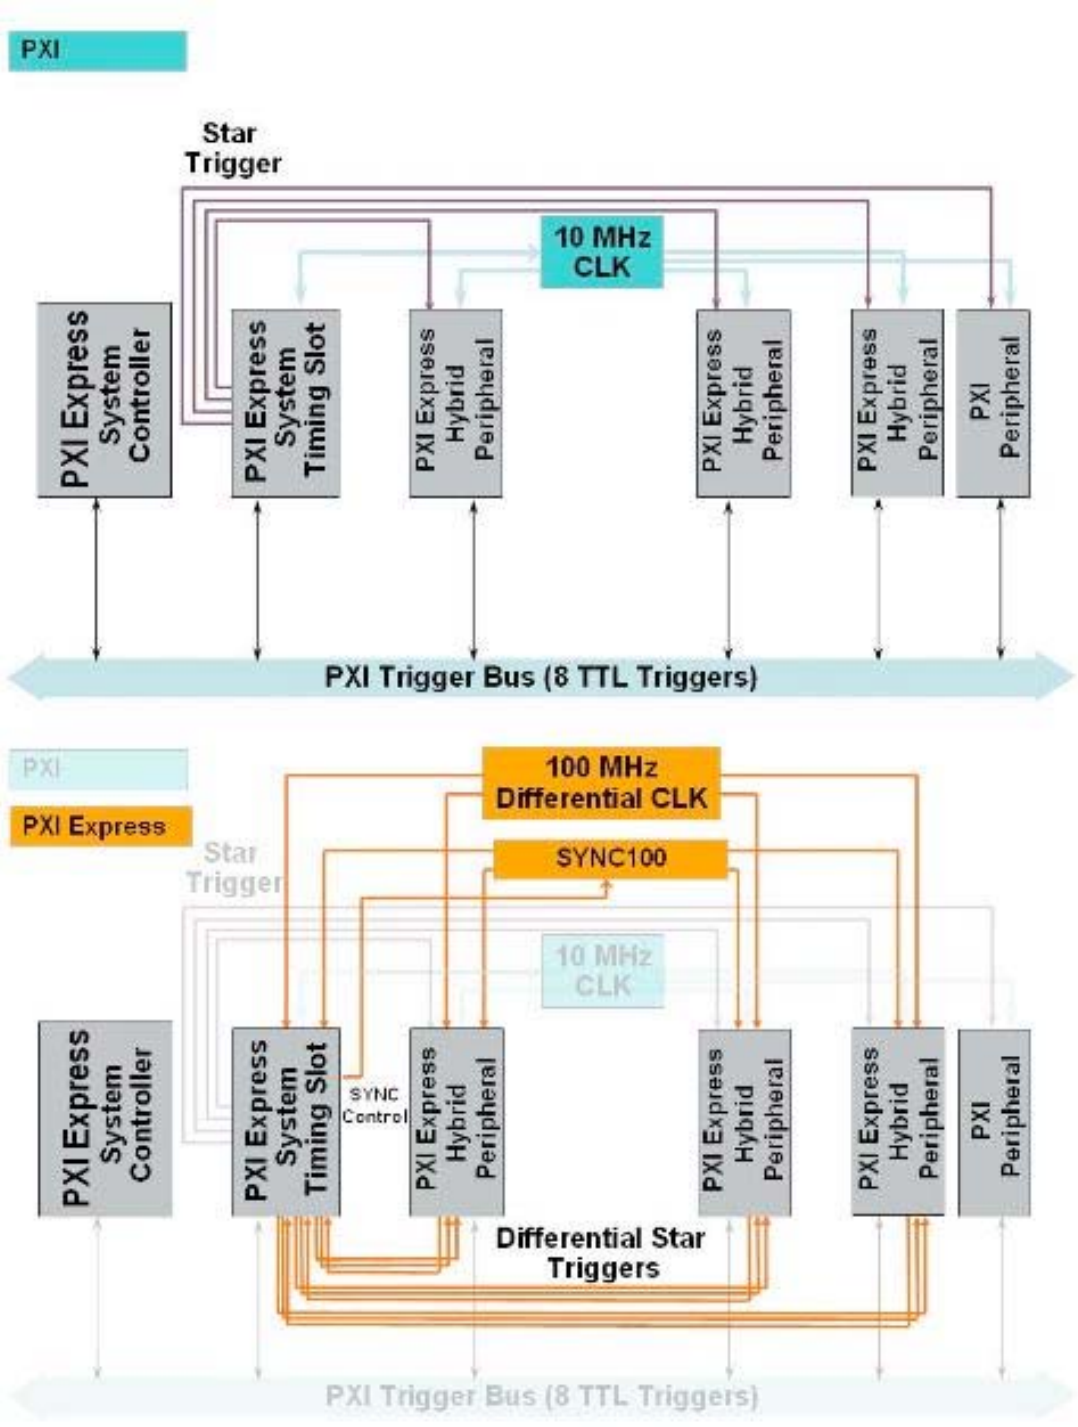 PXI
Star
Trigger
10 MHz
CLK
PXI Express
System
Controller
PXI Express
System
Timing Slot
PXI Express
Hybrid
Peripheral
PXI Express
Hybrid
Peripheral
PXI Express
Hybrid
Peripheral
PXI
Peripheral
PXI Trigger Bus (8 TTL Triggers)
PXI
PXI Express
100 MHz
Differential CLK
SYNC100
Star
Trigger
10 MHz
CLK
PXI Express
System
Controller
PXI Express
System
Timing Slot
SYNC
Control
PXI Express
Hybrid
Peripheral
PXI Express
Hybrid
Peripheral
PXI Express
Hybrid
Peripheral
PXI
Peripheral
Differential Star
Triggers
PXI Trigger Bus (8 TTL Triggers)